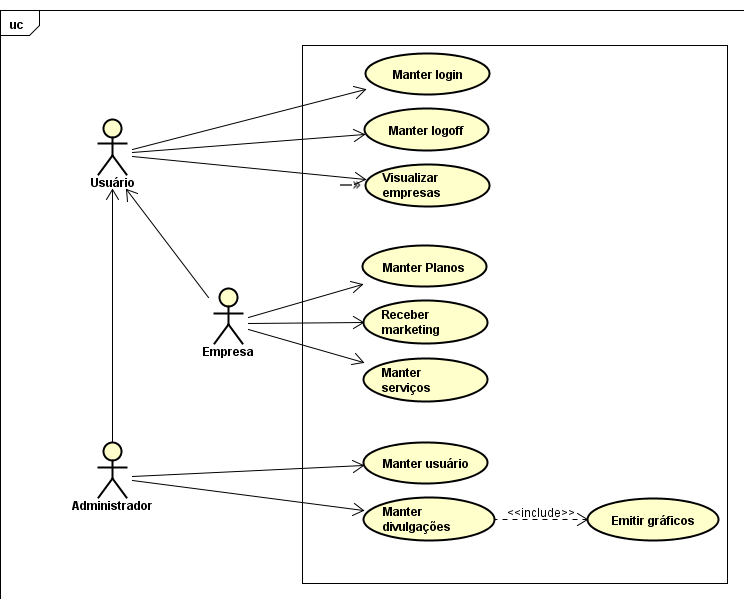 uc
Manter login
Manter logoff
Visualizar
empresas
Usuário
Manter Planos
Receber
marketing
Empresa
Manter
serviços
Manter usuário
Administrador
Manter
divulgações
<<include>>
Emitir gráficos